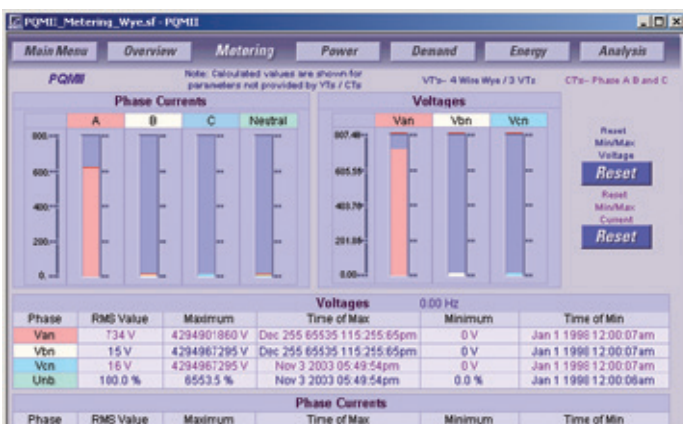 PQMII_Metering_Wye.sf - PQMII
Main Menu Overview Metering Power Demand Energy Analysis
PQMII
Note: Calculated values are shown for
parameters not provided by VTs / CTs
VT's- 4 Wire Wye / 3 VTs
CT's- Phase A B and C
Phase Currents
A B C Neutral
800.
600.
400.
200.
0.
Voltages
Van Vbn Vcn
807.40
605.55
403.70
201.85
0.00
Reset
Min/Max
Voltage
Reset
Reset
Min/Max
Current
Reset
Voltages 0.00 Hz
Phase RMS Value Maximum Time of Max Minimum Time of Min
Van 734 V 4294901860 V Dec 255 65535 115:255:65pm 0 V Jan 1 1998 12:00:07am
Vbn 15 V 4294967295 V Dec 255 65535 115:255:65pm 0 V Jan 1 1998 12:00:07am
Vcn 16 V 4294967295 V Nov 3 2003 05:49:54pm 0 V Jan 1 1998 12:00:07am
Unb. 100.0 % 6553.5 % Nov 3 2003 05:49:54pm 0.0 % Jan 1 1998 12:00:06am
Phase Currents
Phase RMS Value Maximum Time of Max Minimum Time of Min